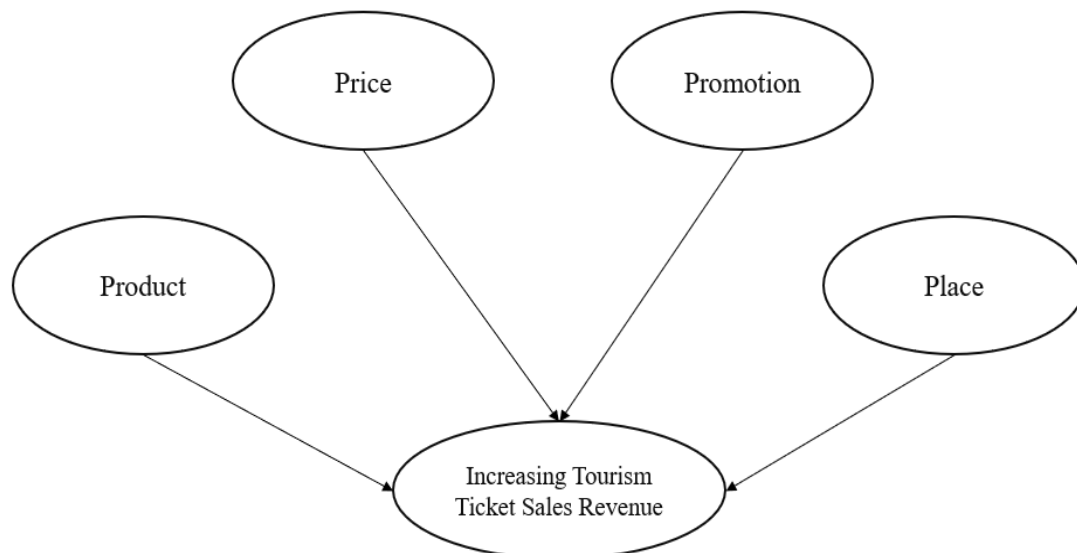 Price
Promotion
Product
Place
Increasing Tourism
Ticket Sales Revenue